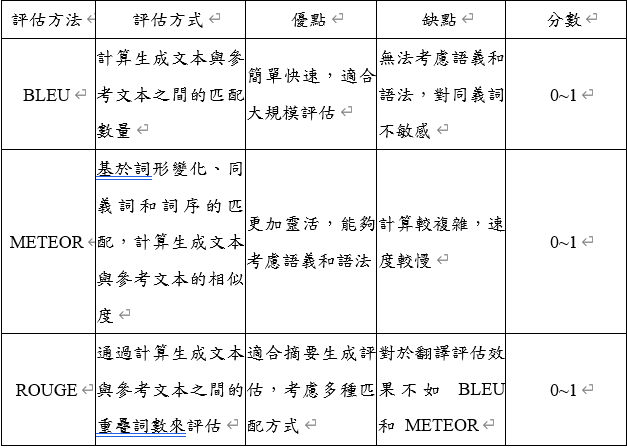 評估方法 評估方式 優點 缺點 分數
BLEU
計算生成文本與參
考文本之間的匹配
數量
簡單快速，適合
大規模評估
無法考慮語義和
語法，對同義詞
不敏感
0~1
METEOR
基於詞形變化、同
義詞和詞序的匹
配，計算生成文本
與參考文本的相似
度
更加靈活，能夠
考慮語義和語法
計算較複雜，速
度較慢
0~1
ROUGE
通過計算生成文本
與參考文本之間的
重疊詞數來評估
適合摘要生成評
估，考慮多種匹
配方式
對於翻譯評估效
果不如 BLEU
和 METEOR
0~1